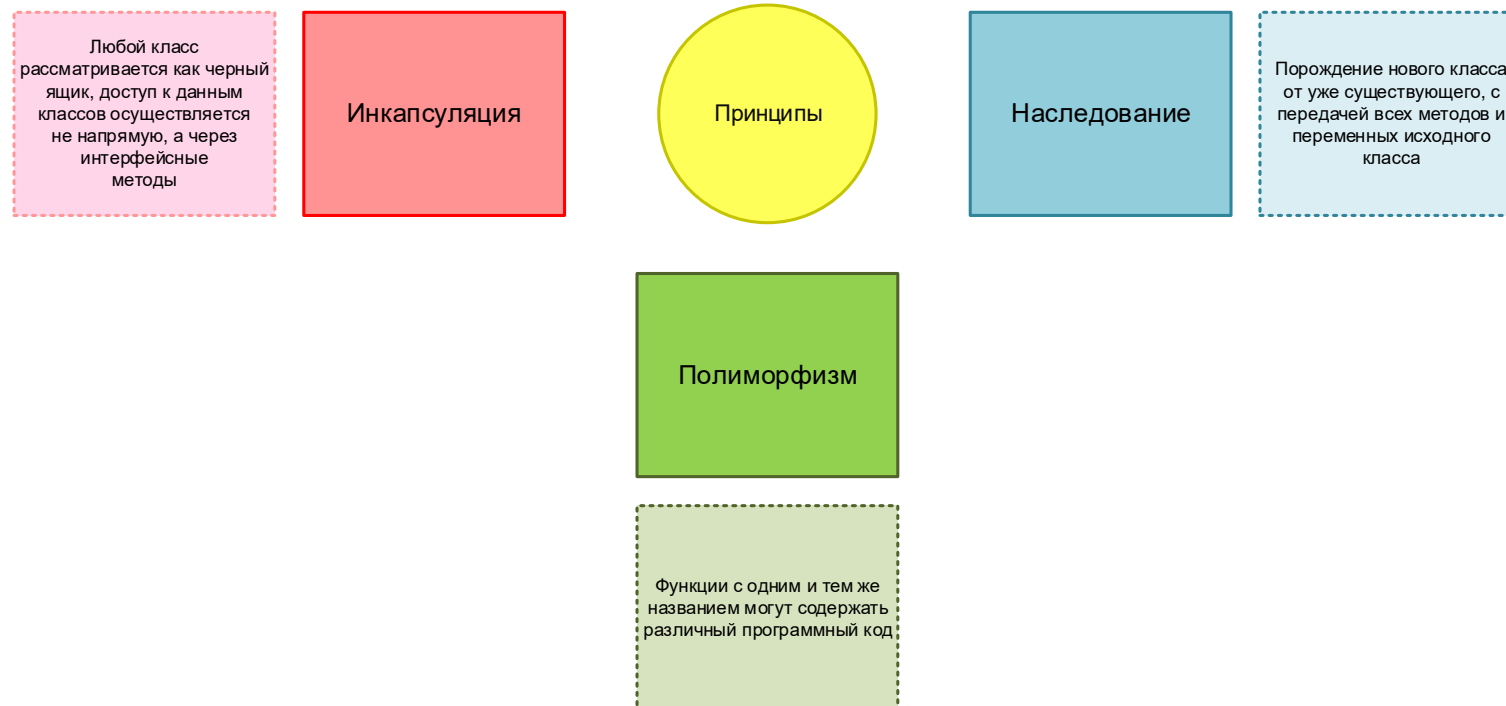 Любой класс
рассматривается как черный
ящик, доступ к данным
классов осуществляется
не напрямую, а через
интерфейсные
методы
Инкапсуляция
Принципы
Наследование
Порождение нового класса
от уже существующего, с
передачей всех методов и
переменных исходного
класса
Полиморфизм
Функции с одним и тем же
названием могут содержать
различный программный код